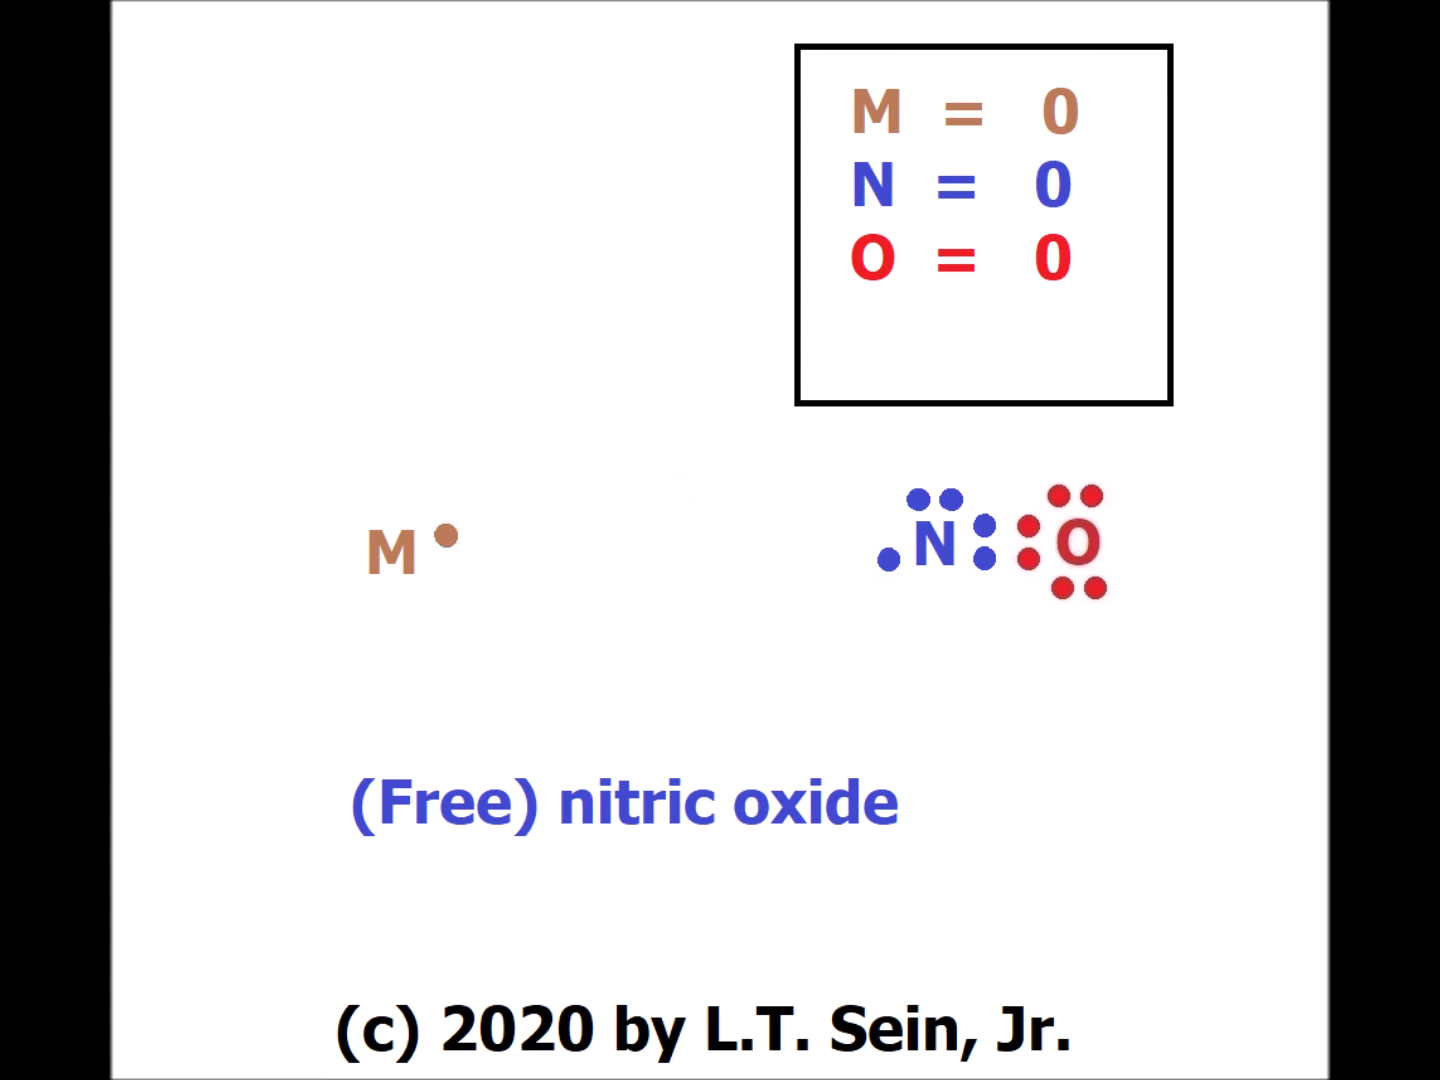 M = 0
N = 0
O = 0
M N O
(Free) nitric oxide
(c) 2020 by L.T. Sein, Jr.